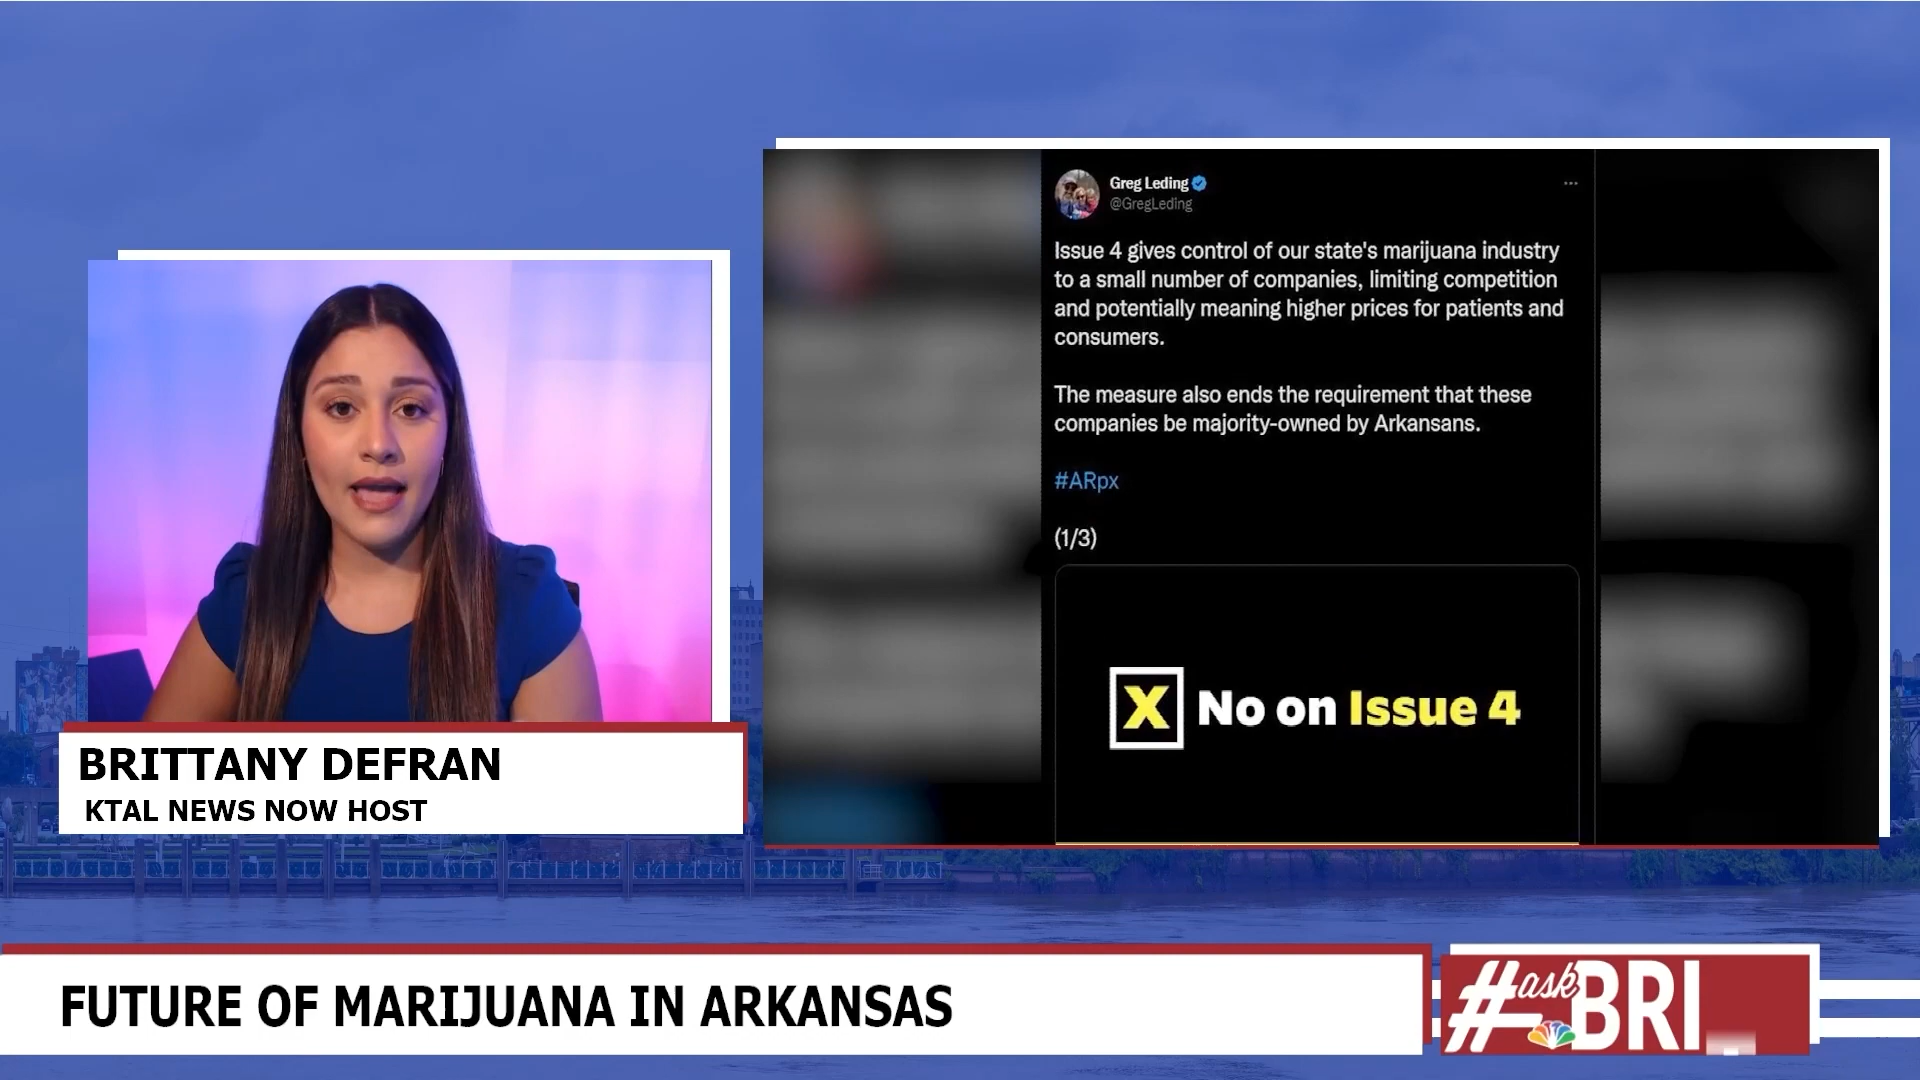 Greg Leding
@GregLeding
Issue 4 gives control of our state's marijuana industry
to a small number of companies, limiting competition
and potentially meaning higher prices for patients and
consumers.
The measure also ends the requirement that these
companies be majority-owned by Arkansans.
#ARpx
(1/3)
X No on Issue 4
BRITTANY DEFRAN
KTAL NEWS NOW HOST
FUTURE OF MARIJUANA IN ARKANSAS
#askBRI_